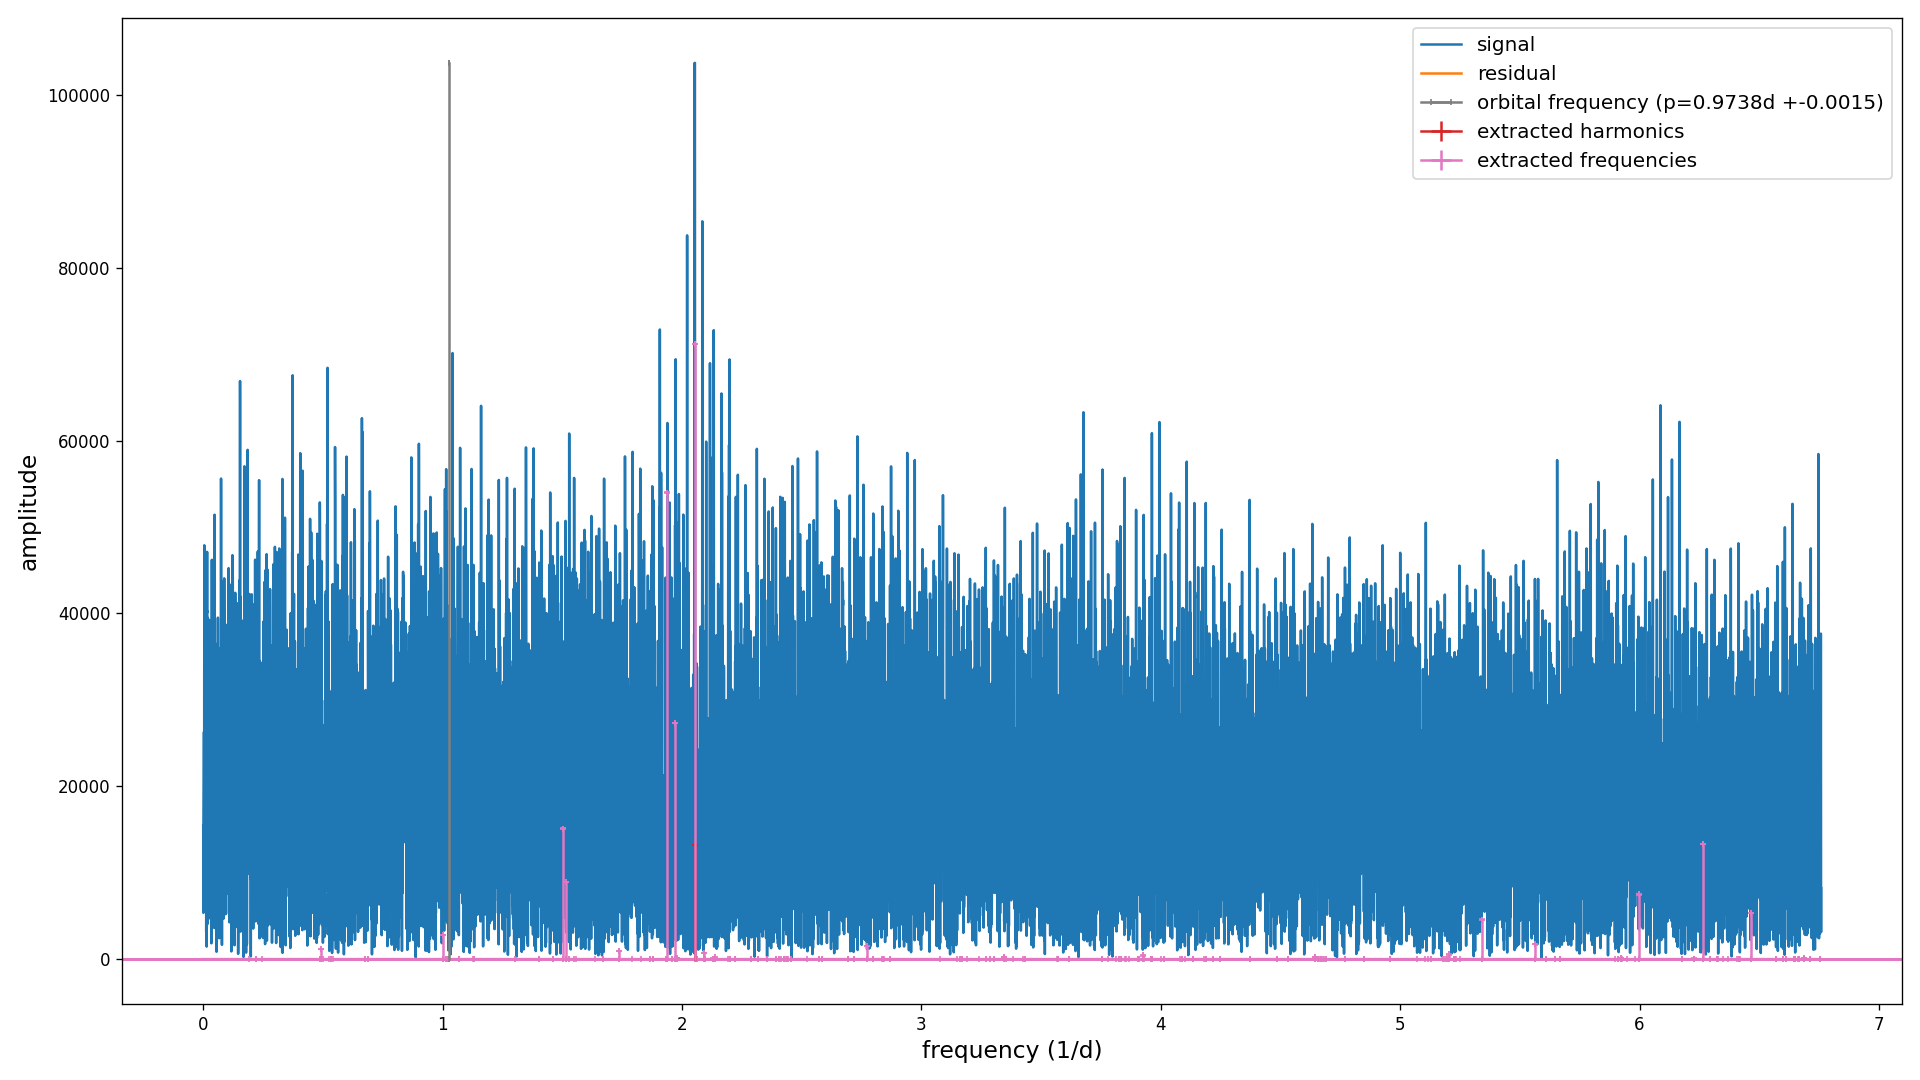 signal
residual
orbital frequency (p=0.9738d +-0.0015)
extracted harmonics
extracted frequencies
amplitude
100000
80000
60000
40000
20000
0
0 1 2 3 4 5 6 7
frequency (1/d)